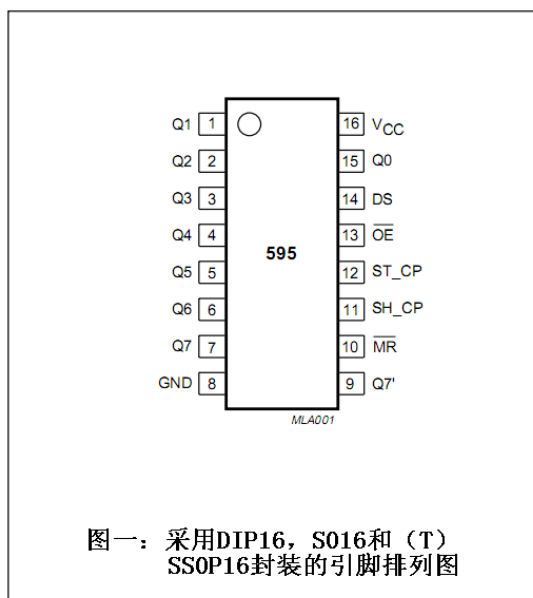 Q1 1 16 VCC
Q2 2 15 Q0
Q3 3 14 DS
Q4 4 13 O̅E̅
595
Q5 5 12 ST_CP
Q6 6 11 SH_CP
Q7 7 10 M̅R̅
GND 8 9 Q7'
MLA001
图一：采用DIP16，SO16和（T）
SSOP16封装的引脚排列图